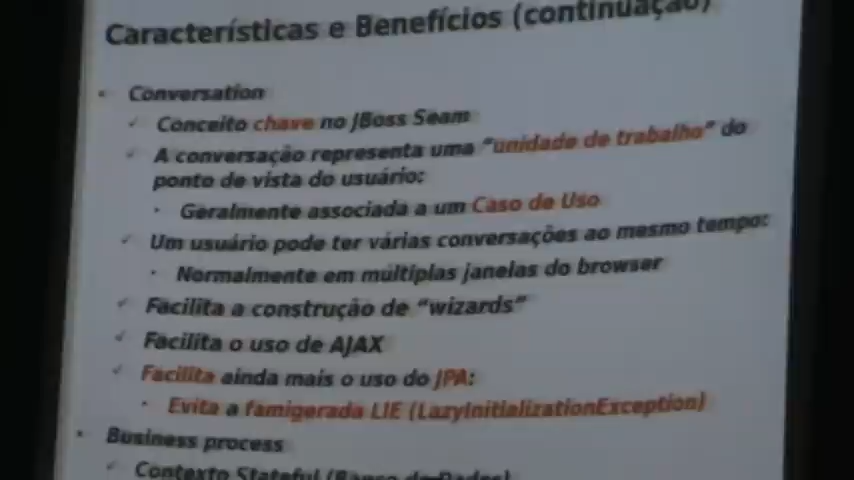 Características e Benefícios (continuação)
Conversation
Conceito chave no JBoss Seam
A conversação representa uma “unidade de trabalho” do
ponto de vista do usuário:
Geralmente associada a um Caso de Uso
Um usuário pode ter várias conversações ao mesmo tempo:
Normalmente em múltiplas janelas do browser
Facilita a construção de “wizards”
Facilita o uso de AJAX
Facilita ainda mais o uso do JPA:
Evita a famigerada LIE (LazyInitializationException)
Business process
Contexto Stateful (Banco de Dados)